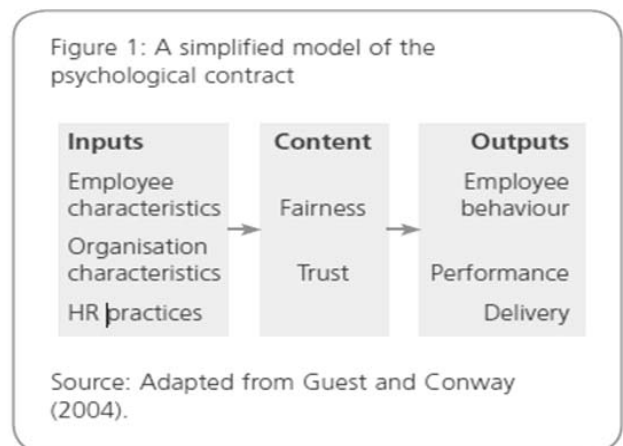 Figure 1: A simplified model of the
psychological contract
Inputs
Employee
characteristics
Organisation
characteristics
HR practices
Content
Fairness
Trust
Outputs
Employee
behaviour
Performance
Delivery
Source: Adapted from Guest and Conway
(2004).